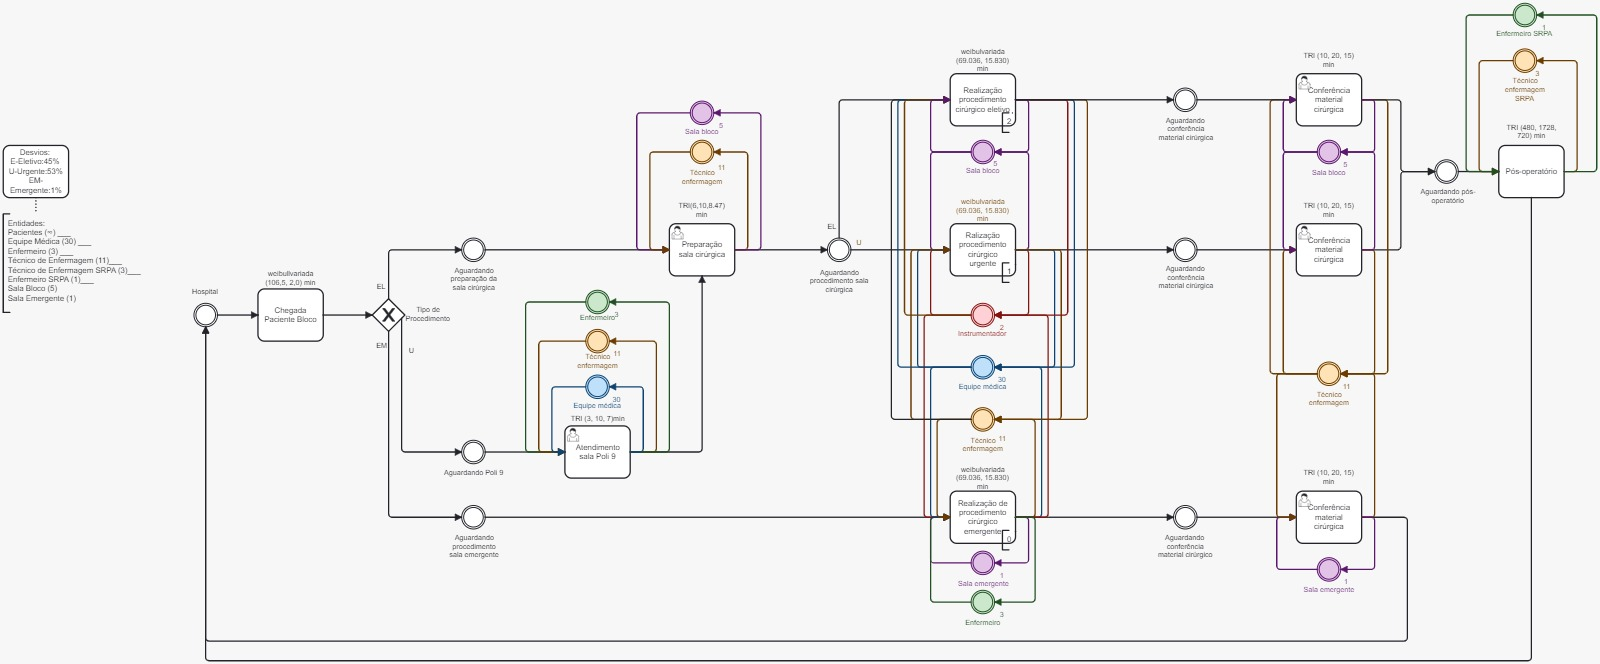 Desvios:
E-Eletivo:45%
U-Urgente:53%
EM-
Emergente:1%
Entidades:
Pacientes (∞) ___
Equipe Médica (30) ___
Enfermeiro (3) ___
Técnico de Enfermagem (11)___
Técnico de Enfermagem SRPA (3)___
Enfermeiro SRPA (1)___
Sala Bloco (5)
Sala Emergente (1)
Hospital
weibullvariada
(106,5, 2,0) min
Chegada
Paciente Bloco
EL
Tipo de
Procedimento
EM
U
Aguardando
preparação da
sala cirúrgica
Aguardando Poli 9
Aguardando
procedimento
sala emergente
5
Sala bloco
11
Técnico
enfermagem
TRI(6,10,8.47)
min
Preparação
sala cirúrgica
3
Enfermeiro
11
Técnico
enfermagem
30
Equipe médica
TRI (3, 10, 7)min
Atendimento
sala Poli 9
EL
U
Aguardando
procedimento sala
cirúrgica
weibulvariada
(69.036, 15.830)
min
Realização
procedimento
cirúrgico eletivo
2
5
Sala bloco
weibulvariada
(69.036, 15.830)
min
Ralização
procedimento
cirúrgico
urgente
1
2
Instrumentador
30
Equipe médica
11
Técnico
enfermagem
weibulvariada
(69.036, 15.830)
min
Realização de
procedimento
cirúrgico
emergente
0
1
Sala emergente
3
Enfermeiro
Aguardando
conferência
material cirúrgica
Aguardando
conferência
material cirúrgica
Aguardando
conferência
material cirúrgico
TRI (10, 20, 15)
min
Conferência
material
cirúrgica
5
Sala bloco
TRI (10, 20, 15)
min
Conferência
material
cirúrgica
11
Técnico
enfermagem
TRI (10, 20, 15)
min
Conferência
material
cirúrgica
1
Sala emergente
Aguardando pós-
operatório
1
Enfermeiro SRPA
3
Técnico
enfermagem
SRPA
TRI (480, 1728,
720) min
Pós-operatório